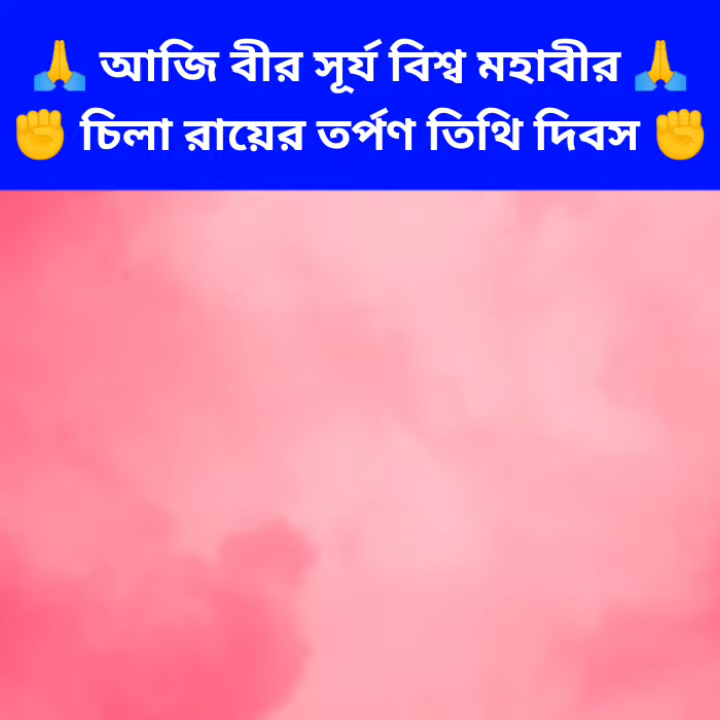 🙏 আজি বীর সূর্য বিশ্ব মহাবীর 🙏
✊ চিলা রায়ের তর্পণ তিথি দিবস ✊